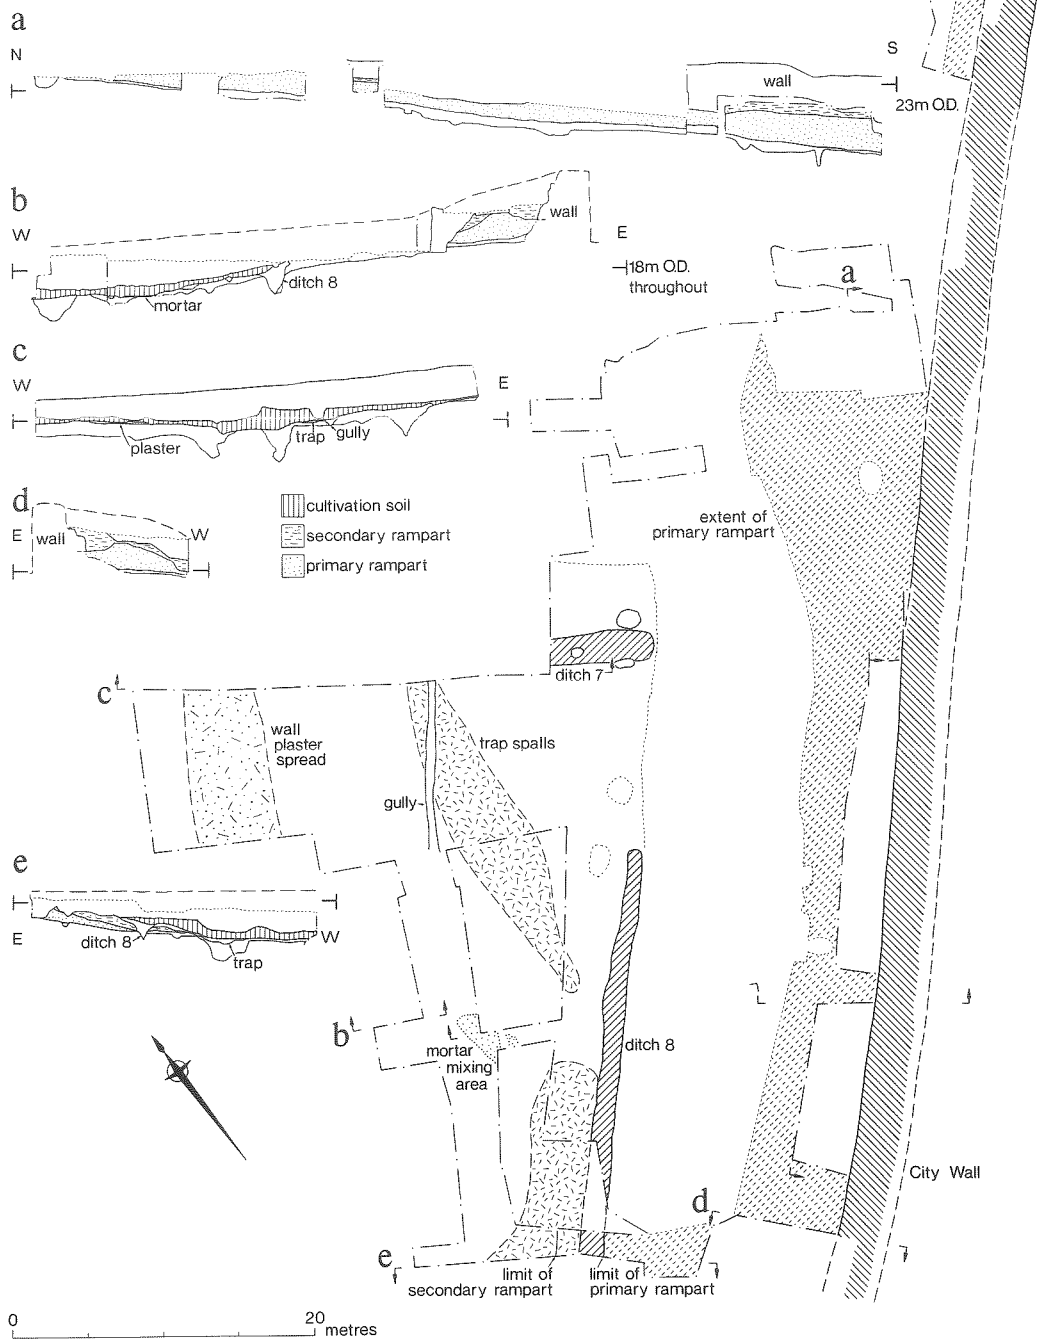 a
N
S
wall
23m O.D.
b
W
wall
E
ditch 8
mortar
18m O.D.
throughout
a
c
W
E
plaster
trap
gully
d
E
wall
W
cultivation soil
secondary rampart
primary rampart
extent of
primary rampart
ditch 7
c
wall
plaster
spread
trap spalls
gully
e
E
ditch 8
W
trap
b
mortar
mixing
area
ditch 8
City Wall
d
e
limit of
secondary rampart
limit of
primary rampart
0
20
metres